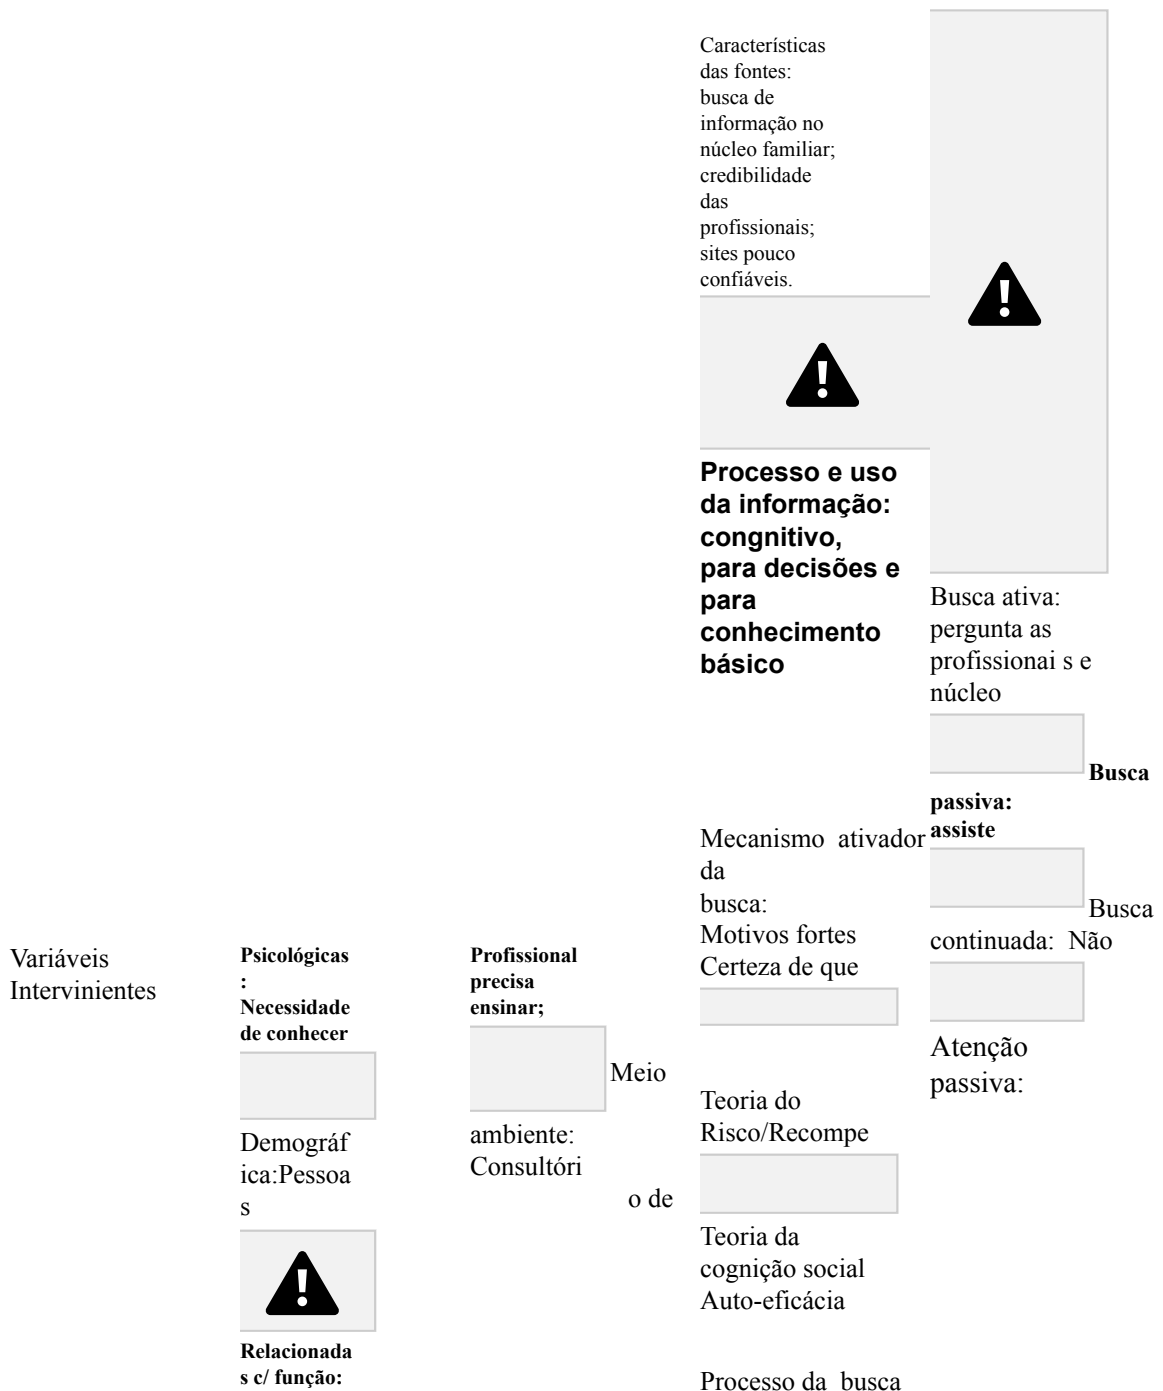 Características
das fontes:
busca de
informação no
núcleo familiar;
credibilidade
das
profissionais;
sites pouco
confiáveis.
Processo e uso
da informação:
congnitivo,
para decisões e
para
conhecimento
básico
Busca ativa:
pergunta as
profissionai s e
núcleo
Busca
passiva:
assiste
Busca
continuada: Não
Atenção
passiva:
Mecanismo ativador
da
busca:
Motivos fortes
Certeza de que
Teoria do
Risco/Recompe
Teoria da
cognição social
Auto-eficácia
Processo da busca
Variáveis
Intervinientes
Psicológicas
:
Necessidade
de conhecer
Demográf
ica:Pessoa
s
Relacionada
s c/ função:
Profissional
precisa
ensinar;
Meio
ambiente:
Consultóri
o de